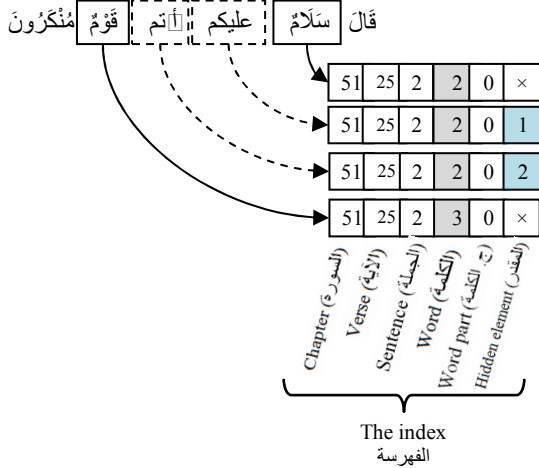 قَالَ سَلَامٌ عليكم أ تم قَوْمٌ مُنْكَرُونَ
51 25 2 2 0 ×
51 25 2 2 0 1
51 25 2 2 0 2
51 25 2 3 0 ×
Chapter (السورة)
Verse (الآية)
Sentence (الجملة)
Word (الكلمة)
Word part (ج. الكلمة)
Hidden element (المقدر)
The index
الفهرسة